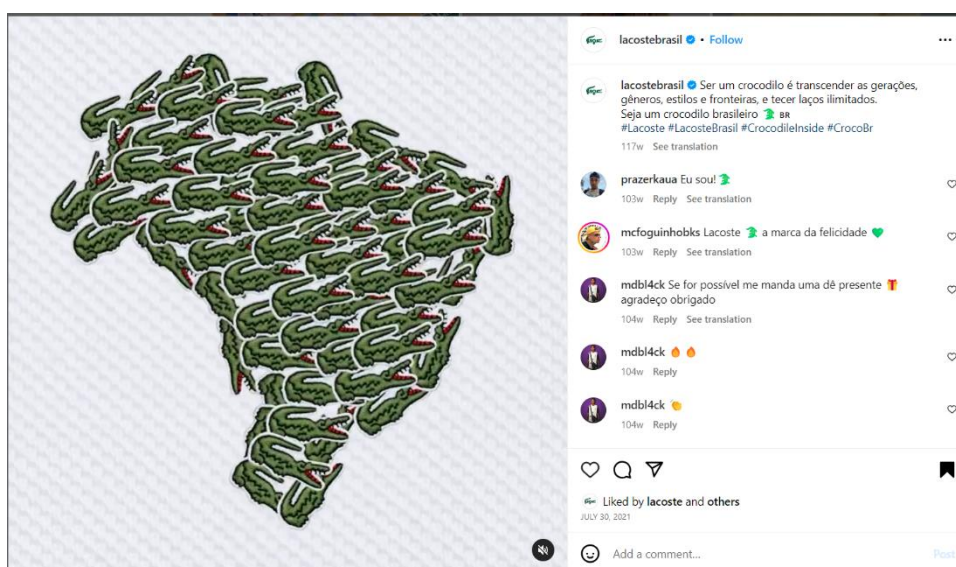 lacostebrasil • Follow
lacostebrasil Ser um crocodilo é transcender as gerações,
gêneros, estilos e fronteiras, e tecer laços ilimitados.
Seja um crocodilo brasileiro 🐊 BR
#Lacoste #LacosteBrasil #CrocodileInside #CrocoBr
117w See translation
prazerkaua Eu sou! 🐊
103w Reply See translation
mcfoguinhobks Lacoste 🐊 a marca da felicidade 💚
103w Reply See translation
mdbl4ck Se for possível me manda uma dê presente 🎁
agradeço obrigado
104w Reply See translation
mdbl4ck 🔥 🔥
104w Reply
mdbl4ck 👏
104w Reply
Liked by lacoste and others
JULY 30, 2021
Add a comment...
Post